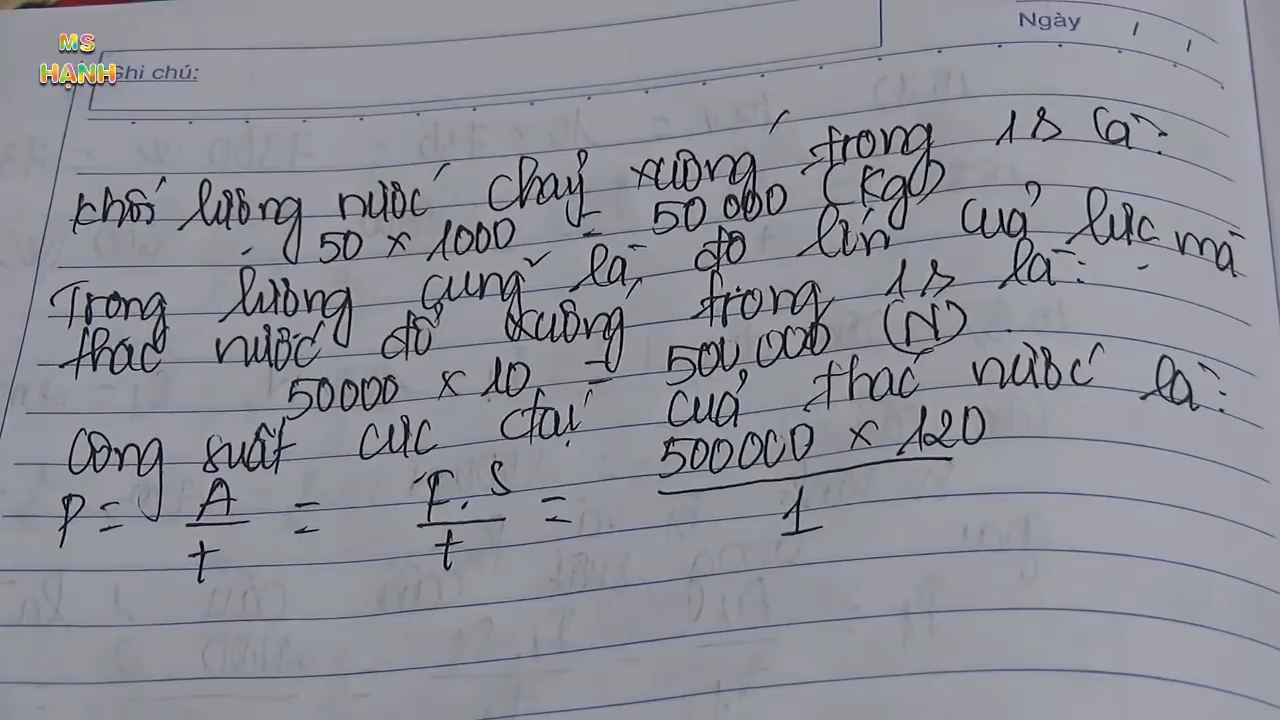 MS
HẠNH
Ghi chú:
Ngày / /
Khối lượng nước chảy xuống trong 1s là:
50 x 1000 = 50 000 (kg)
Trọng lượng cũng là độ lớn của lực mà
thác nước đổ xuống trong 1s là:
50000 x 10 = 500,000 (N)
Công suất cực đại của thác nước là:
P = A/t = F.s/t = 500000 x 120/1